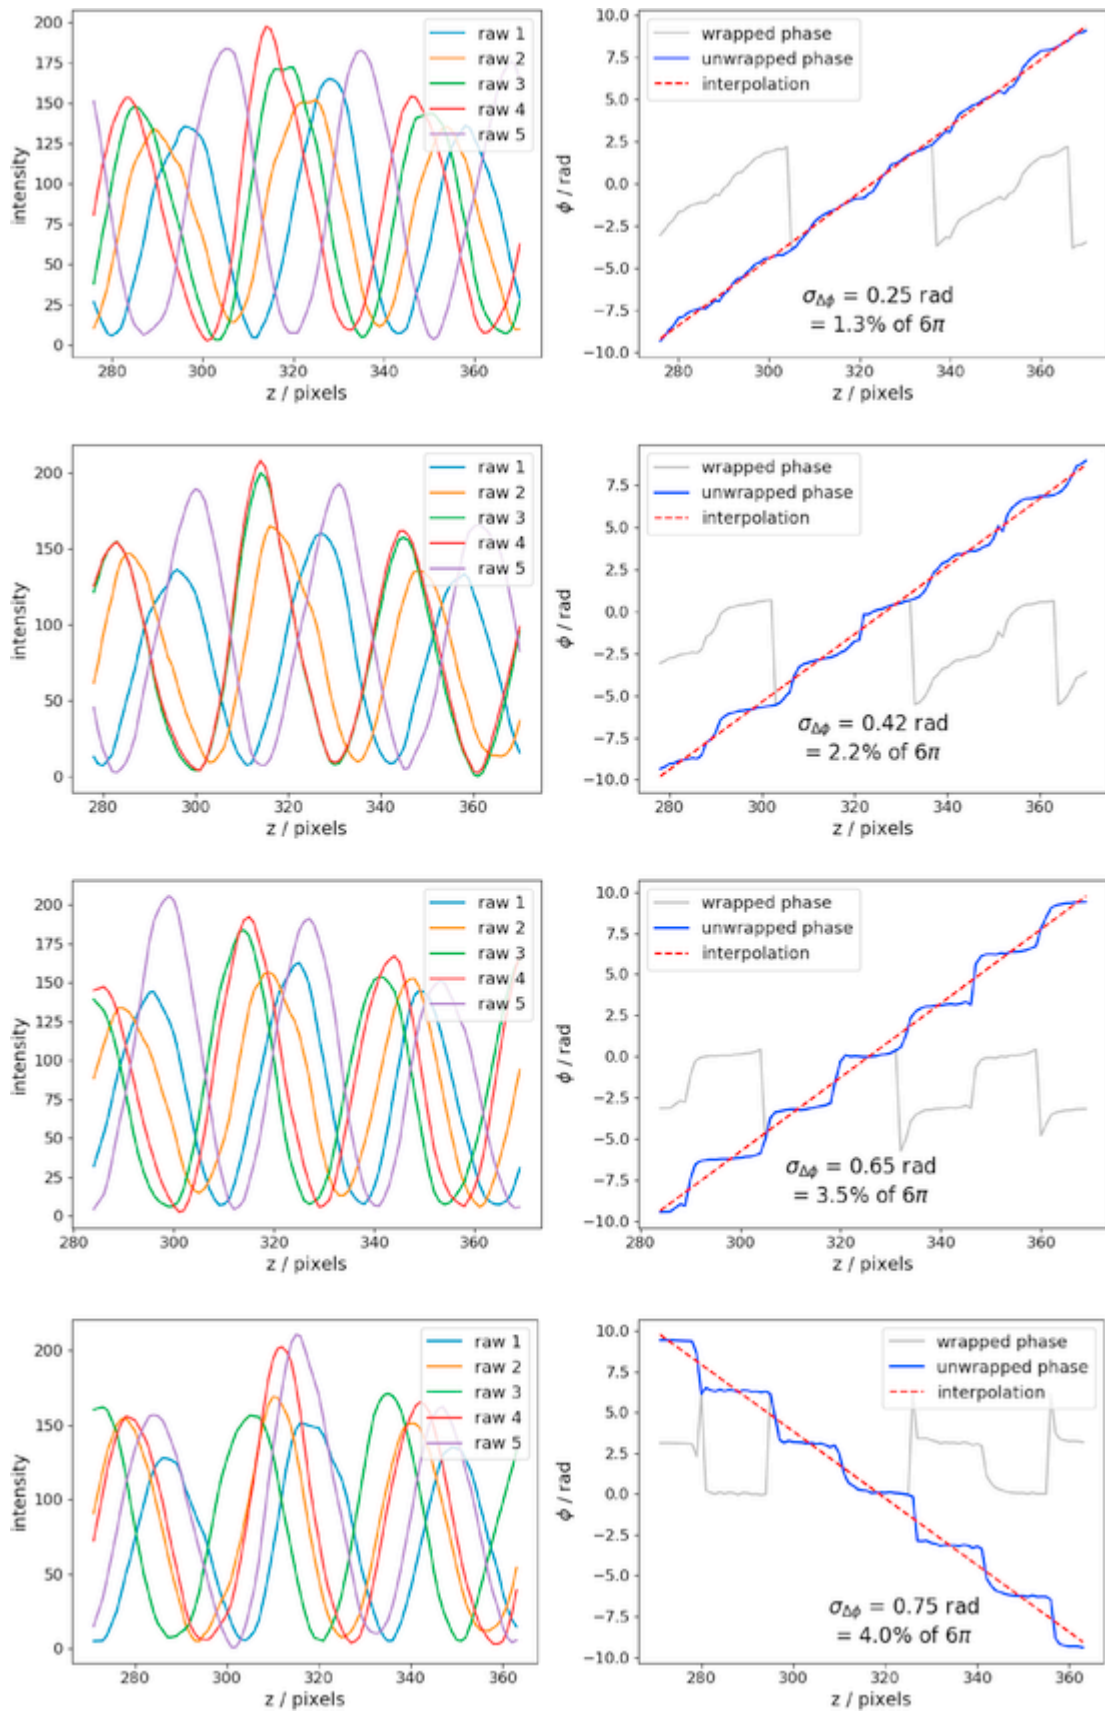 200
175
150
125
100
75
50
25
0
intensity
raw 1
raw 2
raw 3
raw 4
raw 5
280
300
320
340
360
z / pixels
10.0
7.5
5.0
2.5
0.0
−2.5
−5.0
−7.5
−10.0
ϕ / rad
wrapped phase
unwrapped phase
interpolation
σΔϕ = 0.25 rad
= 1.3% of 6π
280
300
320
340
360
z / pixels
200
150
100
50
0
intensity
raw 1
raw 2
raw 3
raw 4
raw 5
280
300
320
340
360
z / pixels
7.5
5.0
2.5
0.0
−2.5
−5.0
−7.5
−10.0
ϕ / rad
wrapped phase
unwrapped phase
interpolation
σΔϕ = 0.42 rad
= 2.2% of 6π
280
300
320
340
360
z / pixels
200
175
150
125
100
75
50
25
0
intensity
raw 1
raw 2
raw 3
raw 4
raw 5
280
300
320
340
360
z / pixels
10.0
7.5
5.0
2.5
0.0
−2.5
−5.0
−7.5
−10.0
ϕ / rad
wrapped phase
unwrapped phase
interpolation
σΔϕ = 0.65 rad
= 3.5% of 6π
280
300
320
340
360
z / pixels
200
150
100
50
0
intensity
raw 1
raw 2
raw 3
raw 4
raw 5
280
300
320
340
360
z / pixels
10.0
7.5
5.0
2.5
0.0
−2.5
−5.0
−7.5
−10.0
ϕ / rad
wrapped phase
unwrapped phase
interpolation
σΔϕ = 0.75 rad
= 4.0% of 6π
280
300
320
340
360
z / pixels